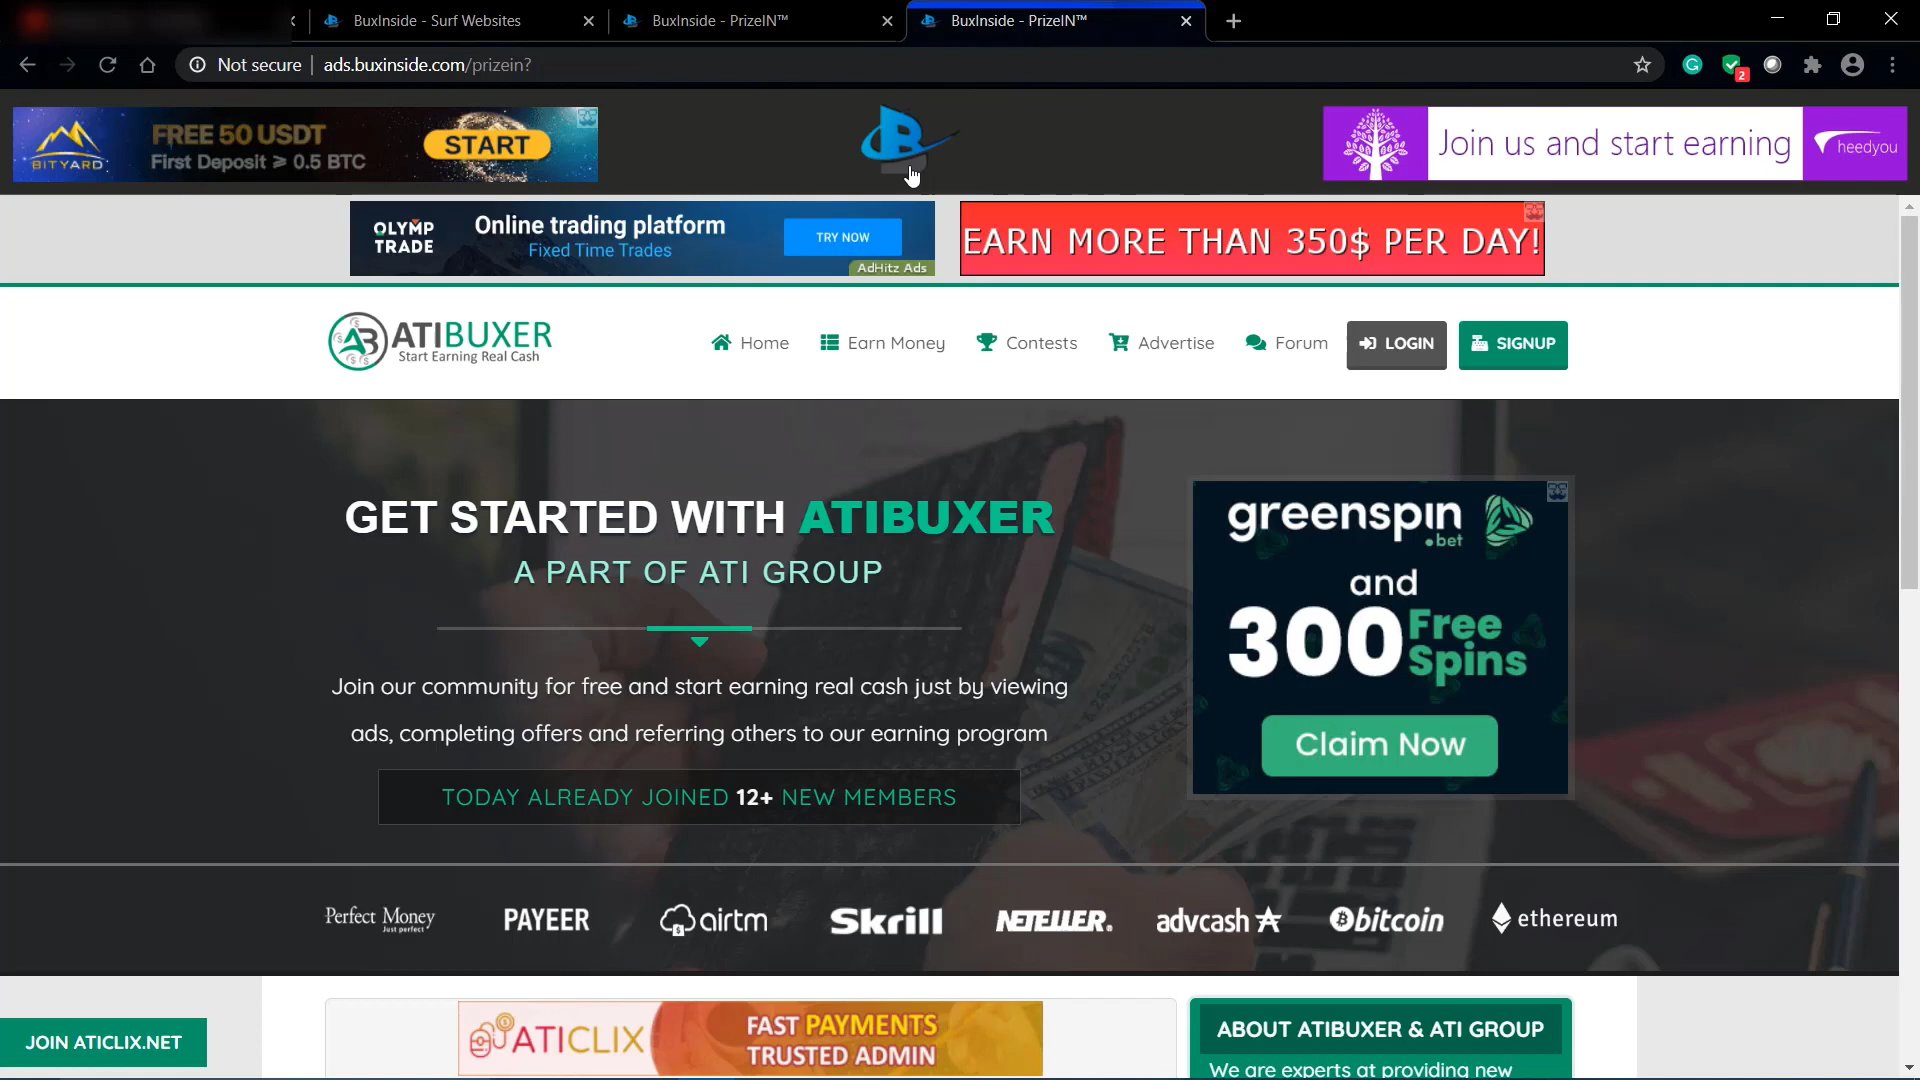 BuxInside - Surf Websites
BuxInside - PrizeIN™
BuxInside - PrizeIN™
Not secure
ads.buxinside.com/prizein?
2
BITYARD
FREE 50 USDT
First Deposit ⩾ 0.5 BTC
START
Join us and start earning
heedyou
OLYMP
TRADE
Online trading platform
Fixed Time Trades
TRY NOW
AdHitz Ads
EARN MORE THAN 350$ PER DAY!
ATIBUXER
Start Earning Real Cash
Home
Earn Money
Contests
Advertise
Forum
LOGIN
SIGNUP
GET STARTED WITH ATIBUXER
A PART OF ATI GROUP
Join our community for free and start earning real cash just by viewing
ads, completing offers and referring others to our earning program
TODAY ALREADY JOINED 12+ NEW MEMBERS
greenspin
.bet
and
300 Free
Spins
Claim Now
Perfect Money
Just perfect
PAYEER
airtm
Skrill
NETELLER®
advcash
bitcoin
ethereum
JOIN ATICLIX.NET
ATICLIX
FAST PAYMENTS
TRUSTED ADMIN
ABOUT ATIBUXER & ATI GROUP
We are experts at providing new